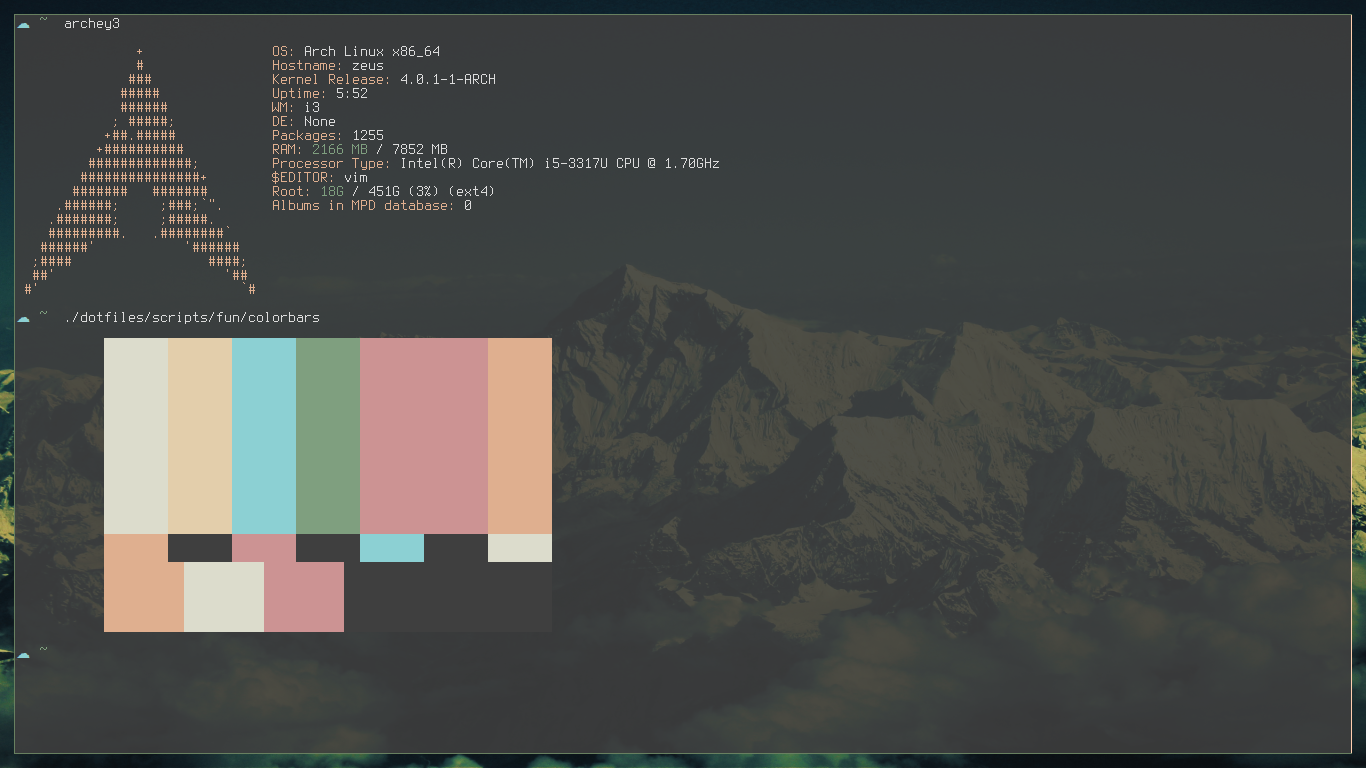 ☁ ~ archey3
+
# OS: Arch Linux x86_64
# Hostname: zeus
### Kernel Release: 4.0.1-1-ARCH
##### Uptime: 5:52
###### WM: i3
; #####; DE: None
+##.##### Packages: 1255
+########## RAM: 2166 MB / 7852 MB
#############; Processor Type: Intel(R) Core(TM) i5-3317U CPU @ 1.70GHz
###############+ $EDITOR: vim
####### ####### Root: 18G / 451G (3%) (ext4)
.######; ;###;`". Albums in MPD database: 0
.#######; ;#####.
#########. .########`
######' '######
;#### ####;
##' '##
#' `#
☁ ~ ./dotfiles/scripts/fun/colorbars
☁ ~